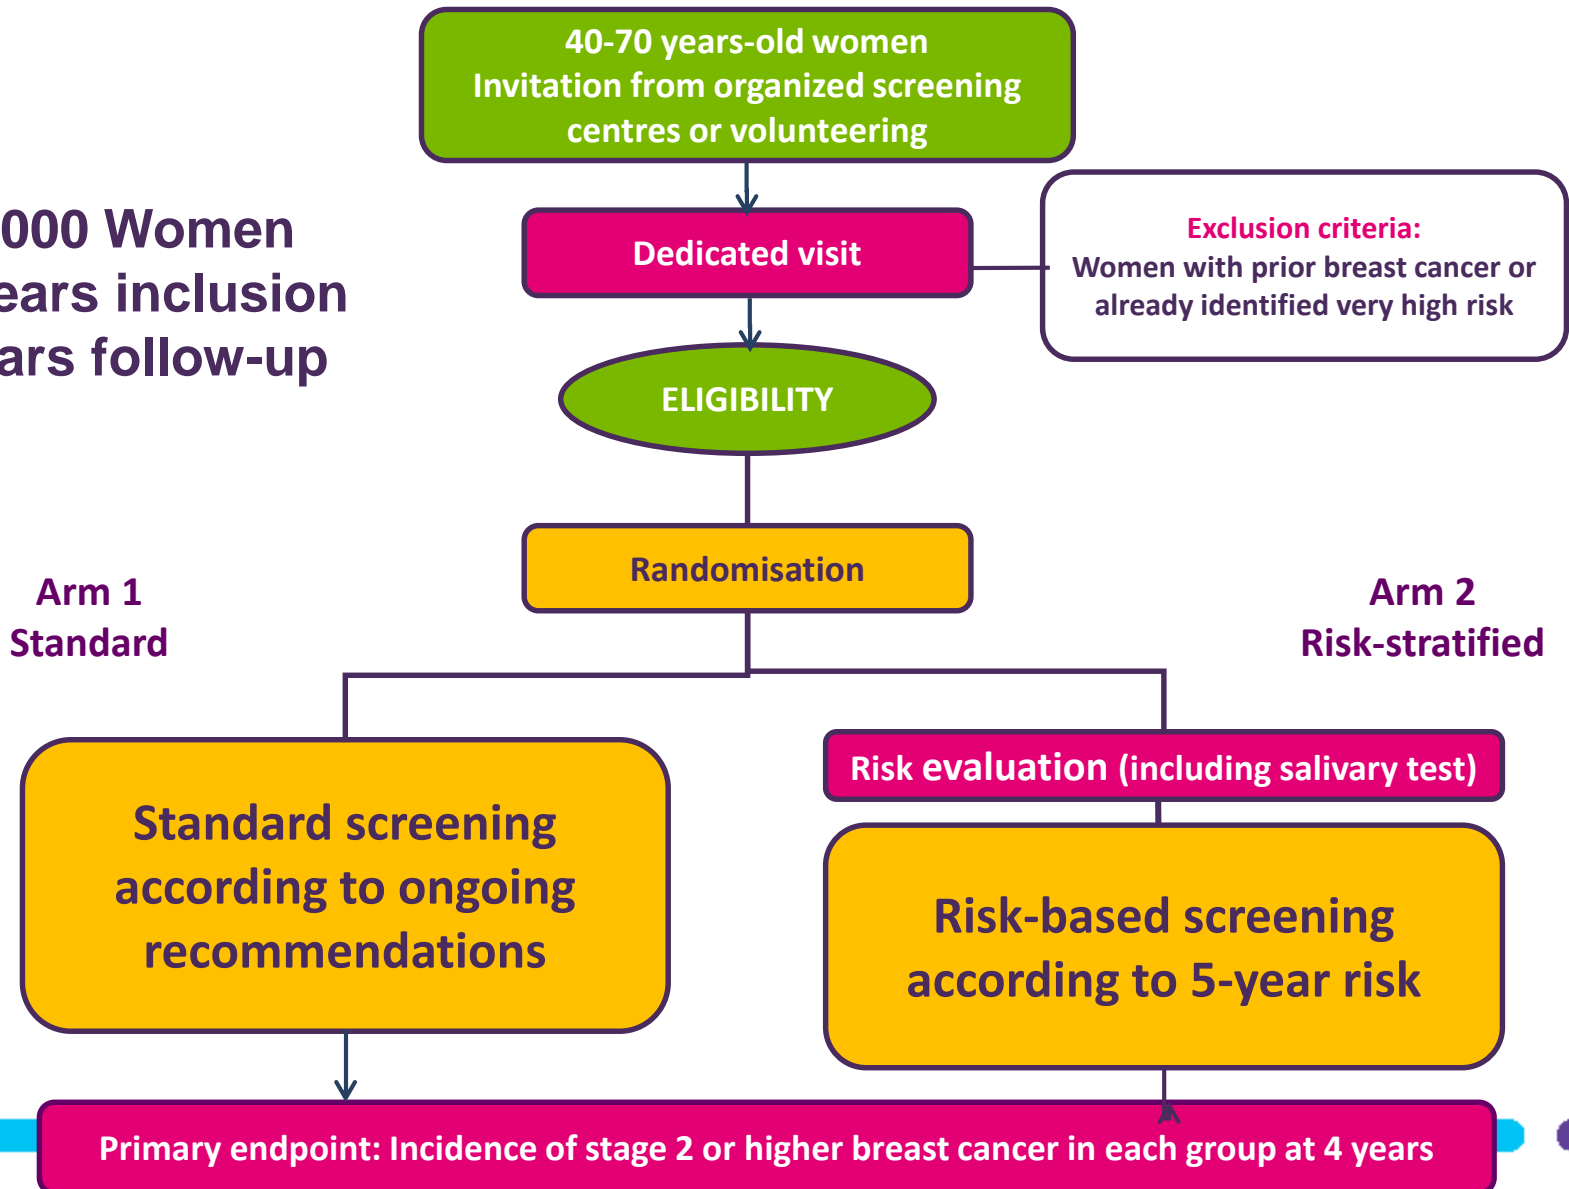 40-70 years-old women
Invitation from organized screening
centres or volunteering
000 Women
ears inclusion
ars follow-up
Dedicated visit
Exclusion criteria:
Women with prior breast cancer or
already identified very high risk
ELIGIBILITY
Randomisation
Arm 1
Standard
Arm 2
Risk-stratified
Risk evaluation (including salivary test)
Standard screening
according to ongoing
recommendations
Risk-based screening
according to 5-year risk
Primary endpoint: Incidence of stage 2 or higher breast cancer in each group at 4 years